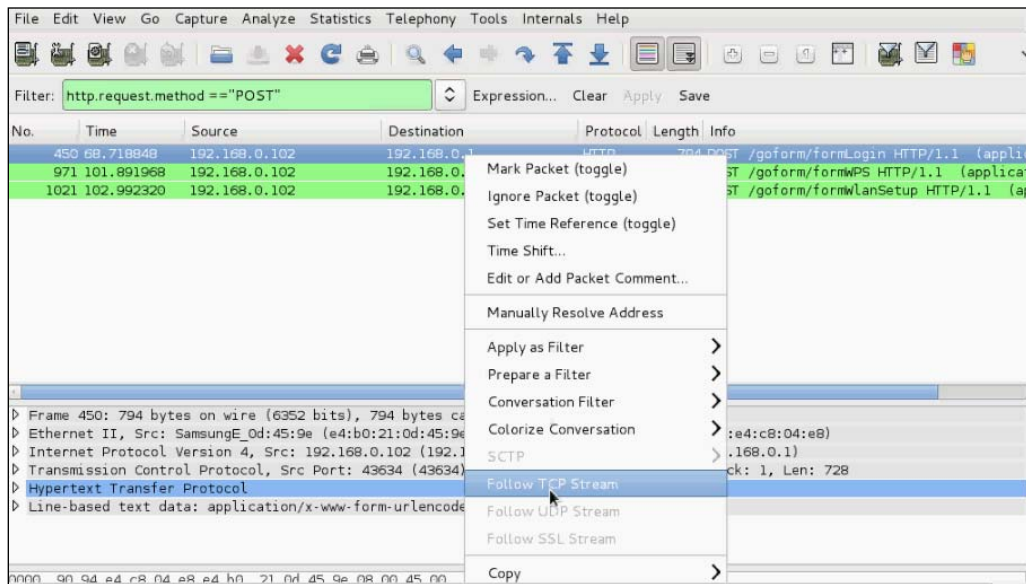 File Edit View Go Capture Analyze Statistics Telephony Tools Internals Help
Filter: http.request.method =="POST" Expression... Clear Apply Save
No. Time Source Destination Protocol Length Info
450 68.718848 192.168.0.102 192.168.0.1 HTTP 794 POST /goform/formLogin HTTP/1.1 (appli
971 101.891968 192.168.0.102 192.168.0. ST /goform/formWPS HTTP/1.1 (applica
1021 102.992320 192.168.0.102 192.168.0. ST /goform/formWlanSetup HTTP/1.1 (a
Mark Packet (toggle)
Ignore Packet (toggle)
Set Time Reference (toggle)
Time Shift...
Edit or Add Packet Comment...
Manually Resolve Address
Apply as Filter
Prepare a Filter
Conversation Filter
Colorize Conversation
SCTP
Follow TCP Stream
Follow UDP Stream
Follow SSL Stream
Copy
Frame 450: 794 bytes on wire (6352 bits), 794 bytes ca
Ethernet II, Src: SamsungE_0d:45:9e (e4:b0:21:0d:45:9e :e4:c8:04:e8)
Internet Protocol Version 4, Src: 192.168.0.102 (192.1 .168.0.1)
Transmission Control Protocol, Src Port: 43634 (43634) ck: 1, Len: 728
Hypertext Transfer Protocol
Line-based text data: application/x-www-form-urlencode
0000 90 94 e4 c8 04 e8 e4 b0 21 0d 45 9e 08 00 45 00